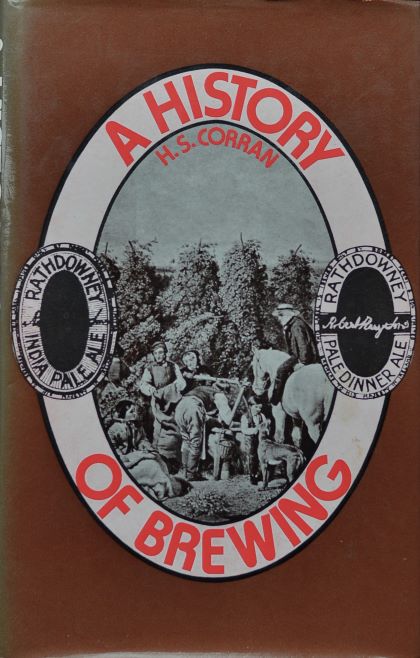 A HISTORY
H. S. CORRAN
RATHDOWNEY
INDIA PALE ALE
RATHDOWNEY
PALE DINNER ALE
OF BREWING